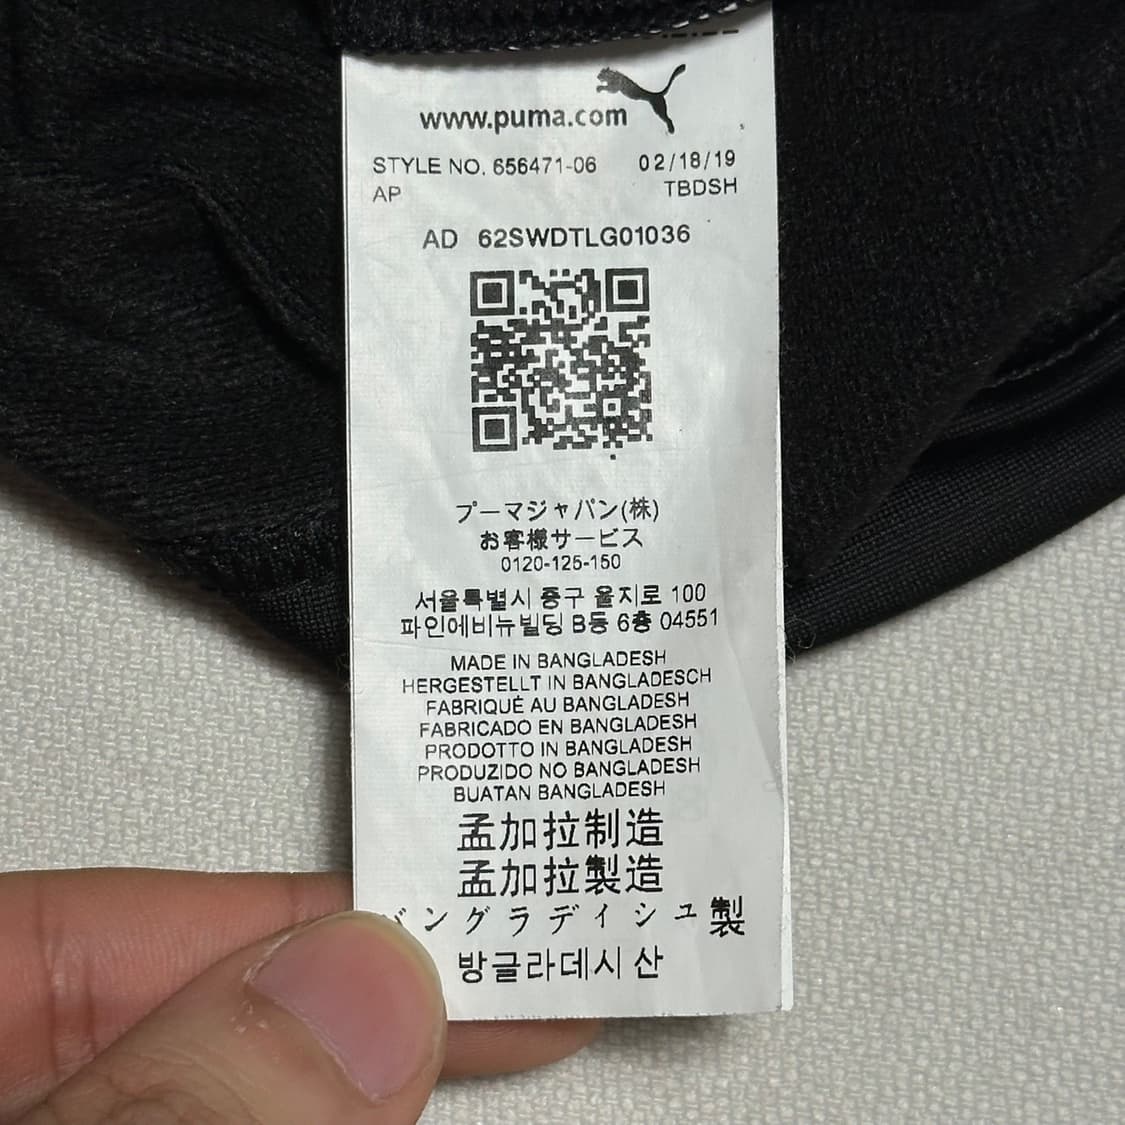 www.puma.com
STYLE NO. 656471-06 02/18/19
AP TBDSH
AD 62SWDTLG01036
プーマジャパン(株)
お客様サービス
0120-125-150
서울특별시 중구 을지로 100
파인에비뉴빌딩 B동 6층 04551
MADE IN BANGLADESH
HERGESTELLT IN BANGLADESCH
FABRIQUÉ AU BANGLADESH
FABRICADO EN BANGLADESH
PRODOTTO IN BANGLADESH
PRODUZIDO NO BANGLADESH
BUATAN BANGLADESH
孟加拉制造
孟加拉製造
バングラディシュ製
방글라데시 산